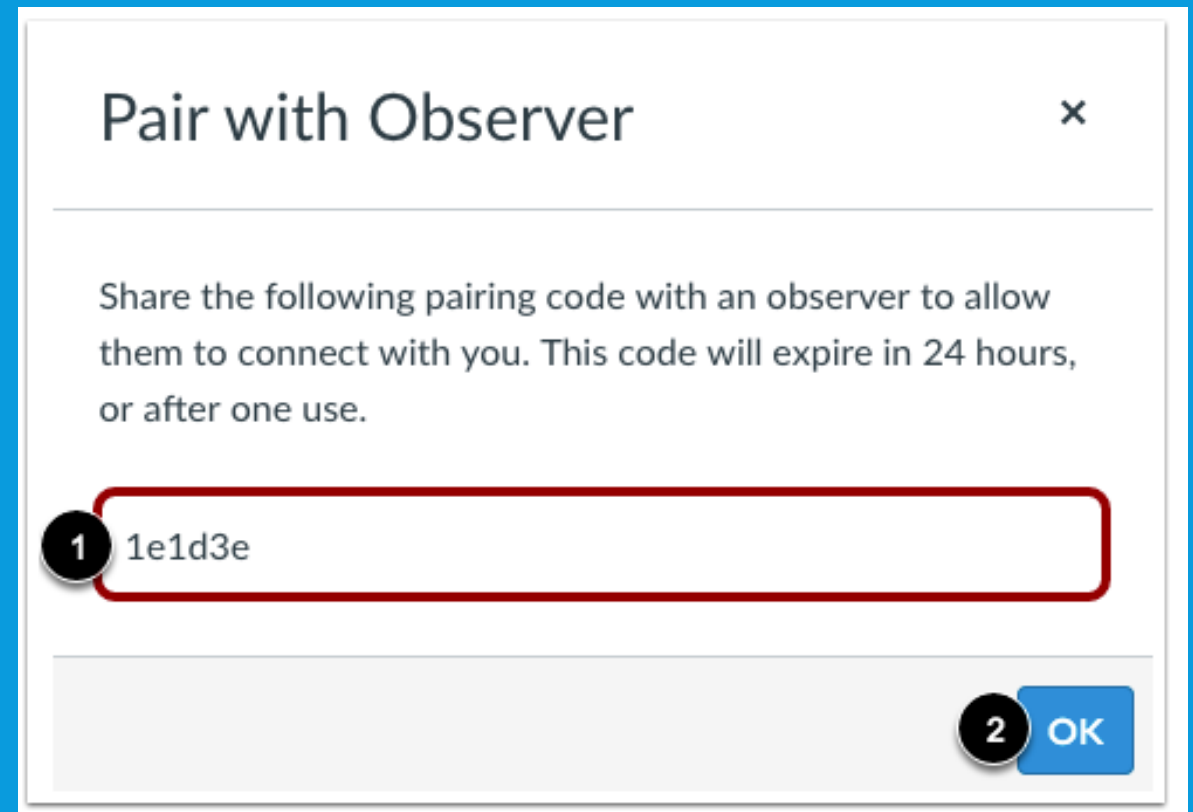 Pair with Observer ×
Share the following pairing code with an observer to allow
them to connect with you. This code will expire in 24 hours,
or after one use.
1 1e1d3e
2 OK